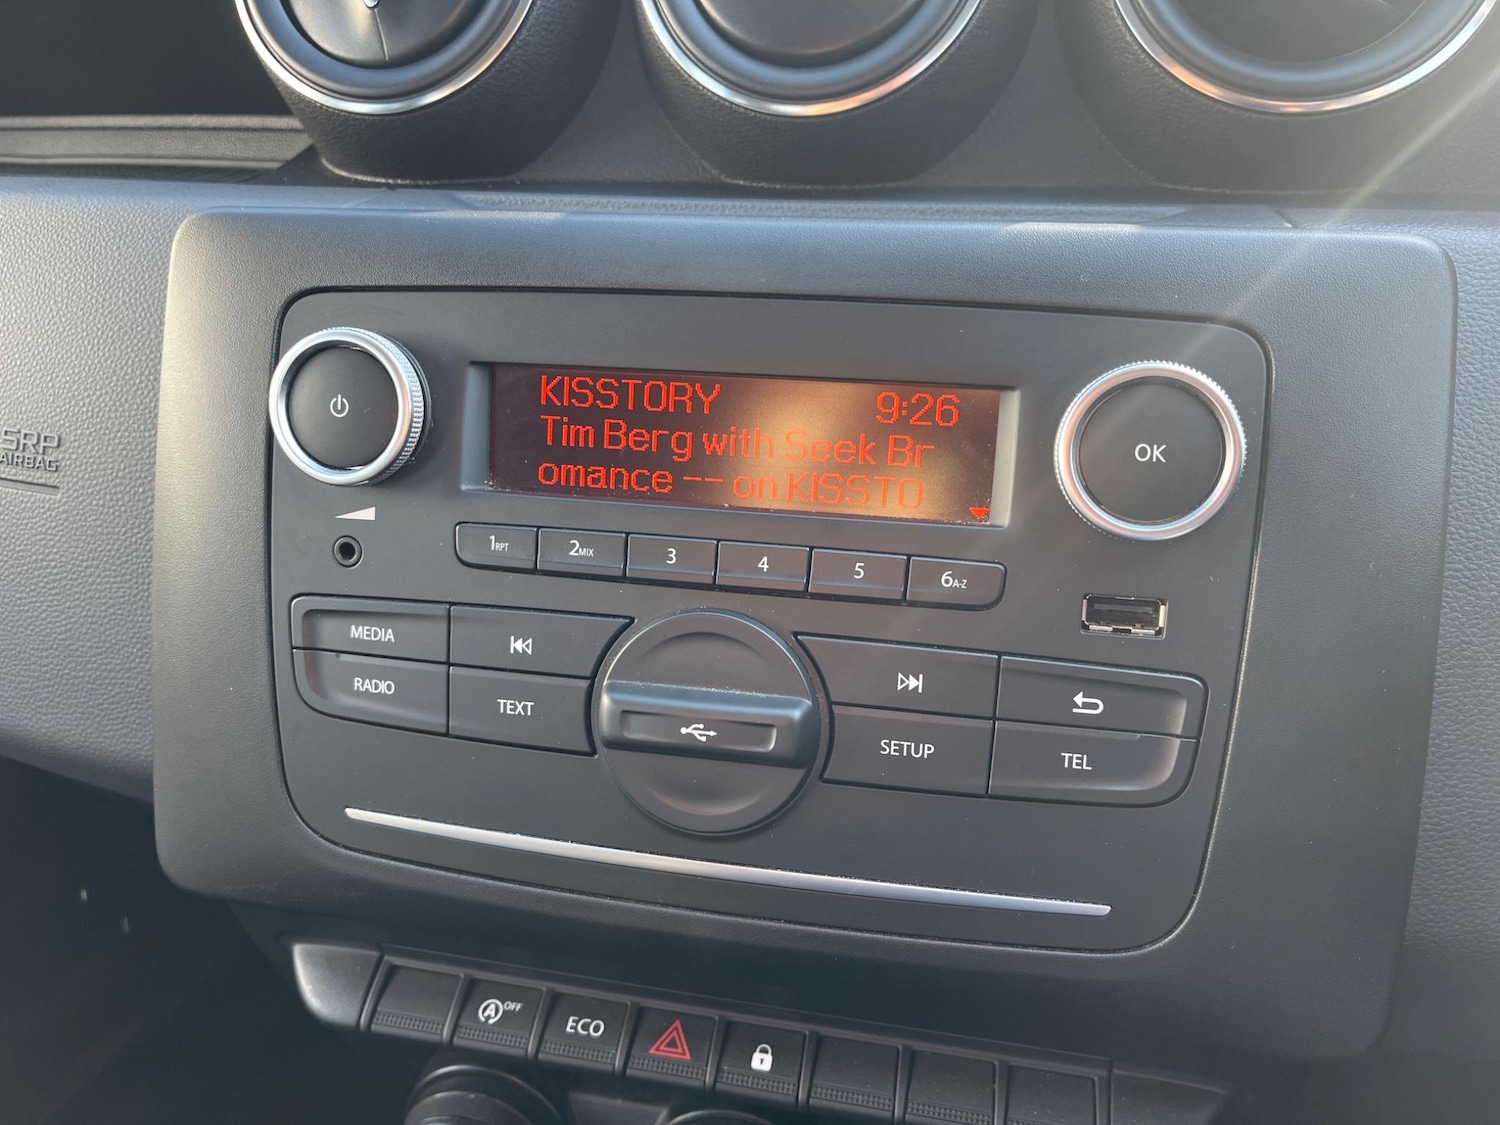 KISSTORY 9:26
Tim Berg with Seek Br
omance -- on KISSTO
SRP
AIRBAG
OK
1RPT 2MIX 3 4 5 6A-Z
MEDIA
RADIO
TEXT
SETUP
TEL
A OFF
ECO